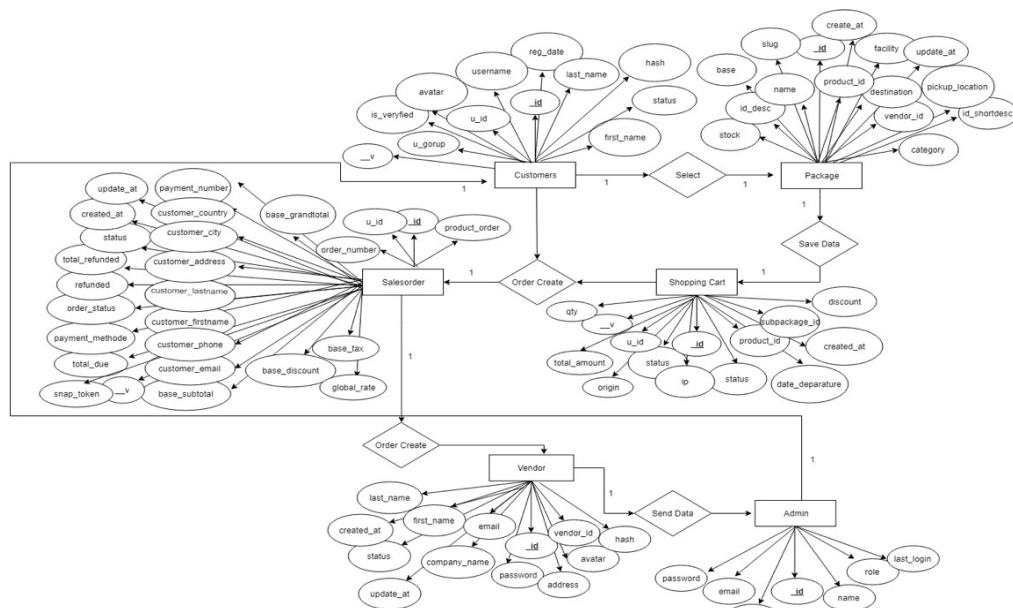 create_at
reg_date
slug
_id
facility
update_at
username
last_name
hash
base
name
product_id
destination
pickup_location
avatar
_id
status
id_desc
vendor_id
id_shortdesc
is_veryfied
u_id
first_name
stock
category
u_gorup
__v
Customers
1
Select
1
Package
1
1
update_at
payment_number
customer_country
base_grandtotal
u_id
_id
product_order
created_at
customer_city
order_number
status
Save Data
total_refunded
customer_address
refunded
Salesorder
1
Order Create
Shopping Cart
1
customer_lastname
order_status
customer_firstname
qty
__v
discount
subpackage_id
payment_methode
customer_phone
base_tax
u_id
_id
product_id
created_at
total_due
customer_email
base_discount
total_amount
status
1
snap_token
__v
base_subtotal
global_rate
origin
ip
status
date_deparature
Order Create
1
Vendor
1
1
last_name
Send Data
Admin
created_at
first_name
email
vendor_id
hash
status
company_name
_id
avatar
last_login
password
address
password
email
_id
role
name
update_at